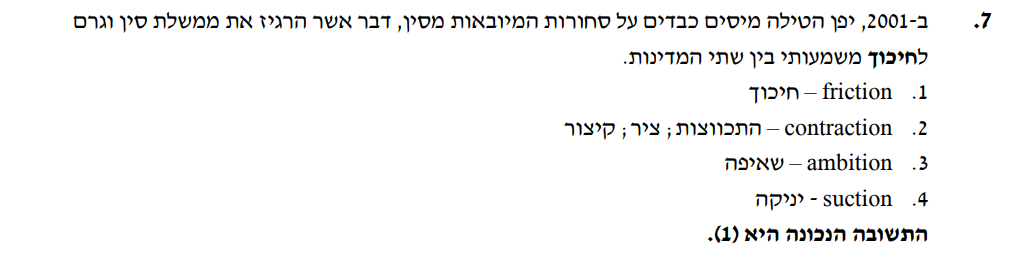 7. ב-2001, יפן הטילה מיסים כבדים על סחורות המיובאות מסין, דבר אשר הרגיז את ממשלת סין וגרם
לחיכוך משמעותי בין שתי המדינות.
1. friction – חיכוך
2. contraction – התכווצות ; ציר ; קיצור
3. ambition – שאיפה
4. suction - יניקה
התשובה הנכונה היא (1).